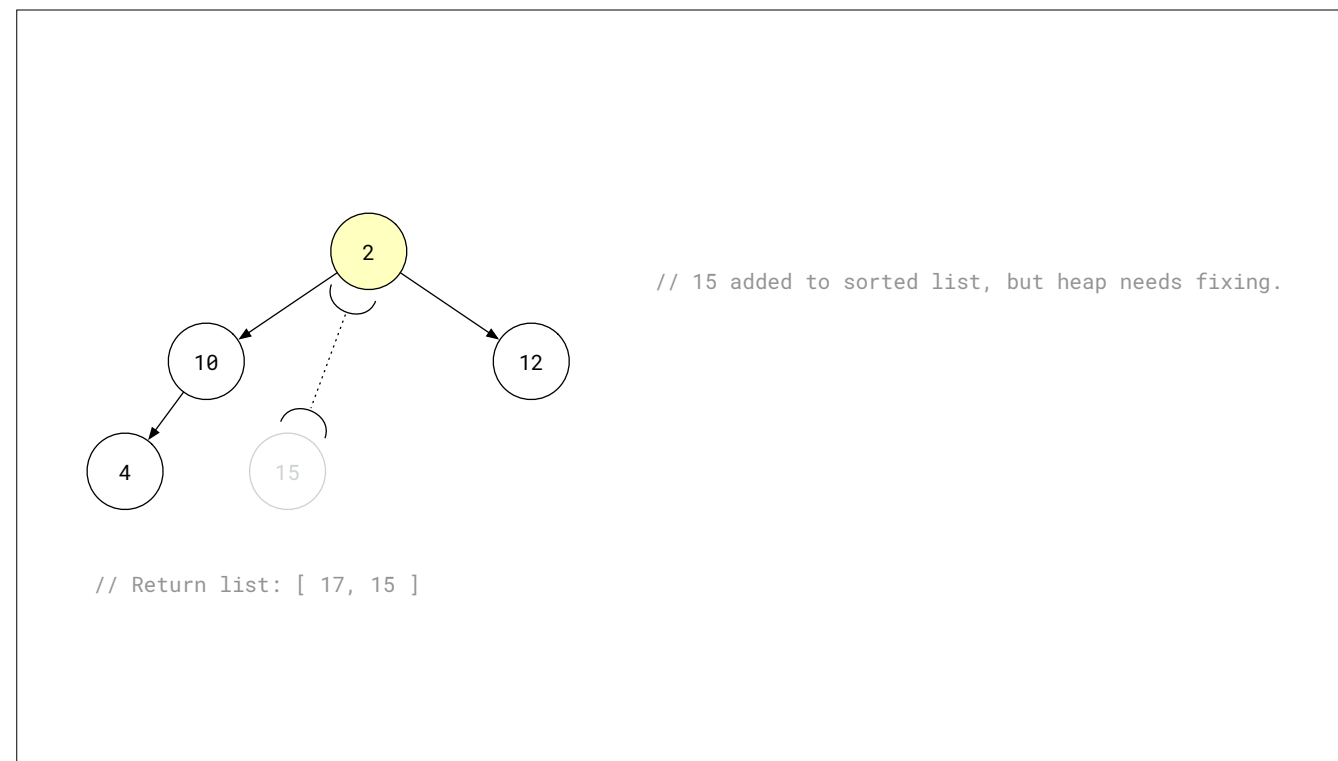 2
// 15 added to sorted list, but heap needs fixing.
10
12
4
15
// Return list: [ 17, 15 ]